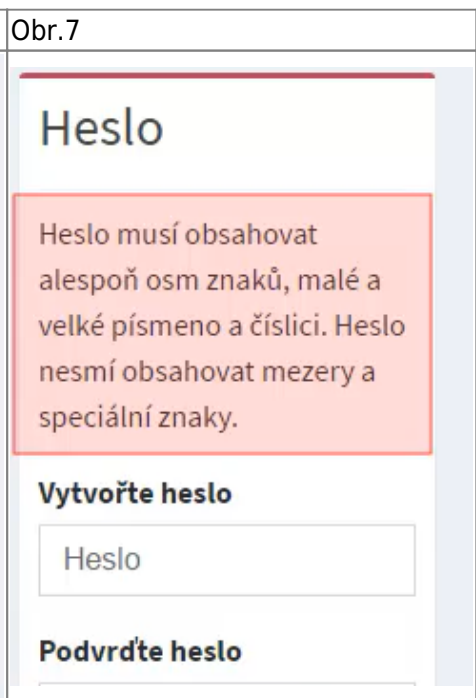 Obr.7
Heslo
Heslo musí obsahovat
alespoň osm znaků, malé a
velké písmeno a číslici. Heslo
nesmí obsahovat mezery a
speciální znaky.
Vytvořte heslo
Heslo
Podvrďte heslo